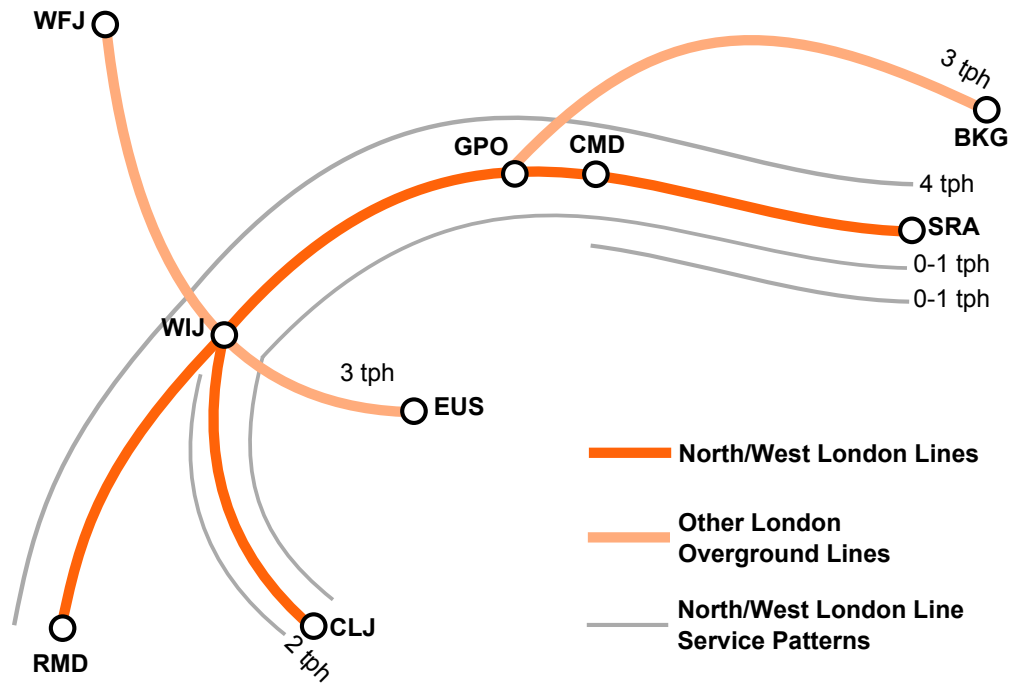 WFJ
3 tph
BKG
GPO
CMD
4 tph
SRA
0-1 tph
0-1 tph
WIJ
3 tph
EUS
North/West London Lines
Other London
Overground Lines
North/West London Line
Service Patterns
CLJ
2 tph
RMD